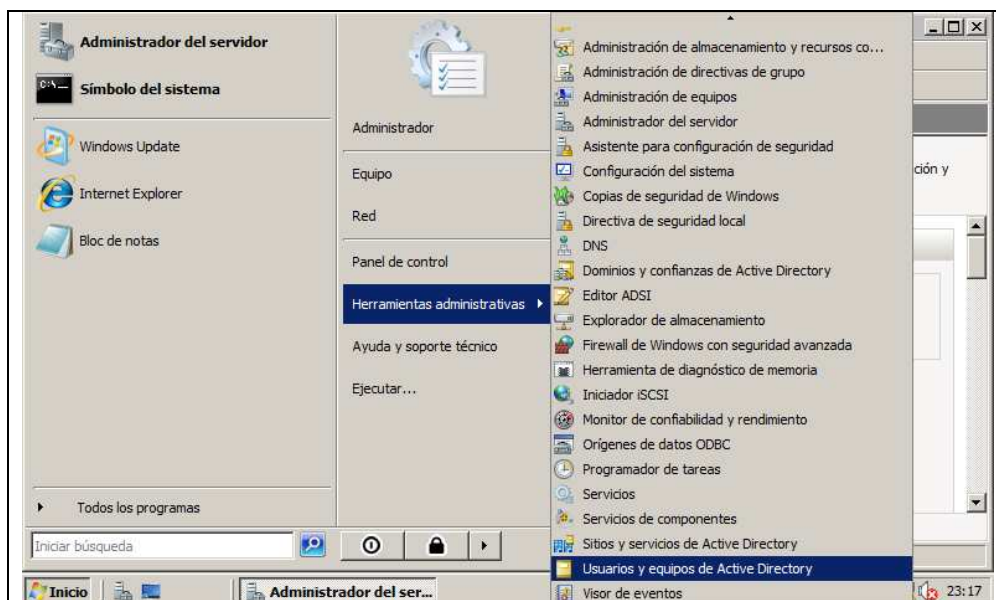 Administrador del servidor
Símbolo del sistema
Windows Update
Internet Explorer
Bloc de notas
Todos los programas
Iniciar búsqueda
Administrador
Equipo
Red
Panel de control
Herramientas administrativas
Ayuda y soporte técnico
Ejecutar...
Administración de almacenamiento y recursos co...
Administración de directivas de grupo
Administración de equipos
Administrador del servidor
Asistente para configuración de seguridad
Configuración del sistema
Copias de seguridad de Windows
Directiva de seguridad local
DNS
Dominios y confianzas de Active Directory
Editor ADSI
Explorador de almacenamiento
Firewall de Windows con seguridad avanzada
Herramienta de diagnóstico de memoria
Iniciador iSCSI
Monitor de confiabilidad y rendimiento
Orígenes de datos ODBC
Programador de tareas
Servicios
Servicios de componentes
Sitios y servicios de Active Directory
Usuarios y equipos de Active Directory
Visor de eventos
ción y
Inicio
Administrador del ser...
23:17